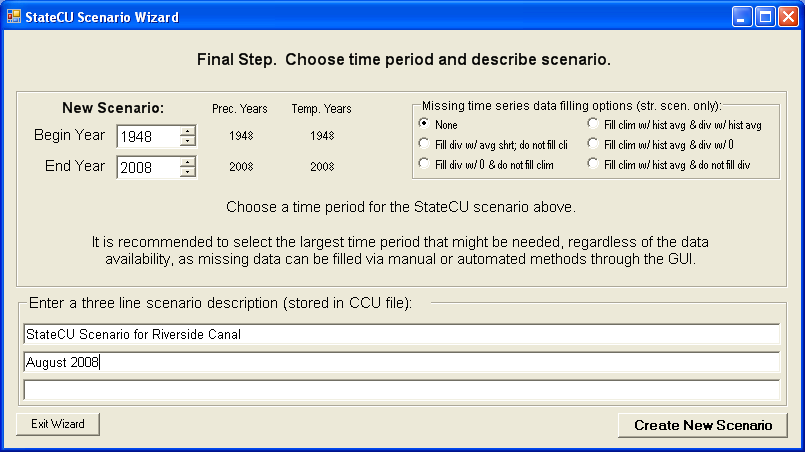 StateCU Scenario Wizard
Final Step. Choose time period and describe scenario.
New Scenario: Prec. Years Temp. Years
Begin Year 1948 1948 1948
End Year 2008 2008 2008
Missing time series data filling options (str. scen. only):
None Fill clim w/ hist avg & div w/ hist avg
Fill div w/ avg shrt; do not fill cli Fill clim w/ hist avg & div w/ 0
Fill div w/ 0 & do not fill clim Fill clim w/ hist avg & do not fill div
Choose a time period for the StateCU scenario above.
It is recommended to select the largest time period that might be needed, regardless of the data
availability, as missing data can be filled via manual or automated methods through the GUI.
Enter a three line scenario description (stored in CCU file):
StateCU Scenario for Riverside Canal
August 2008
Exit Wizard Create New Scenario